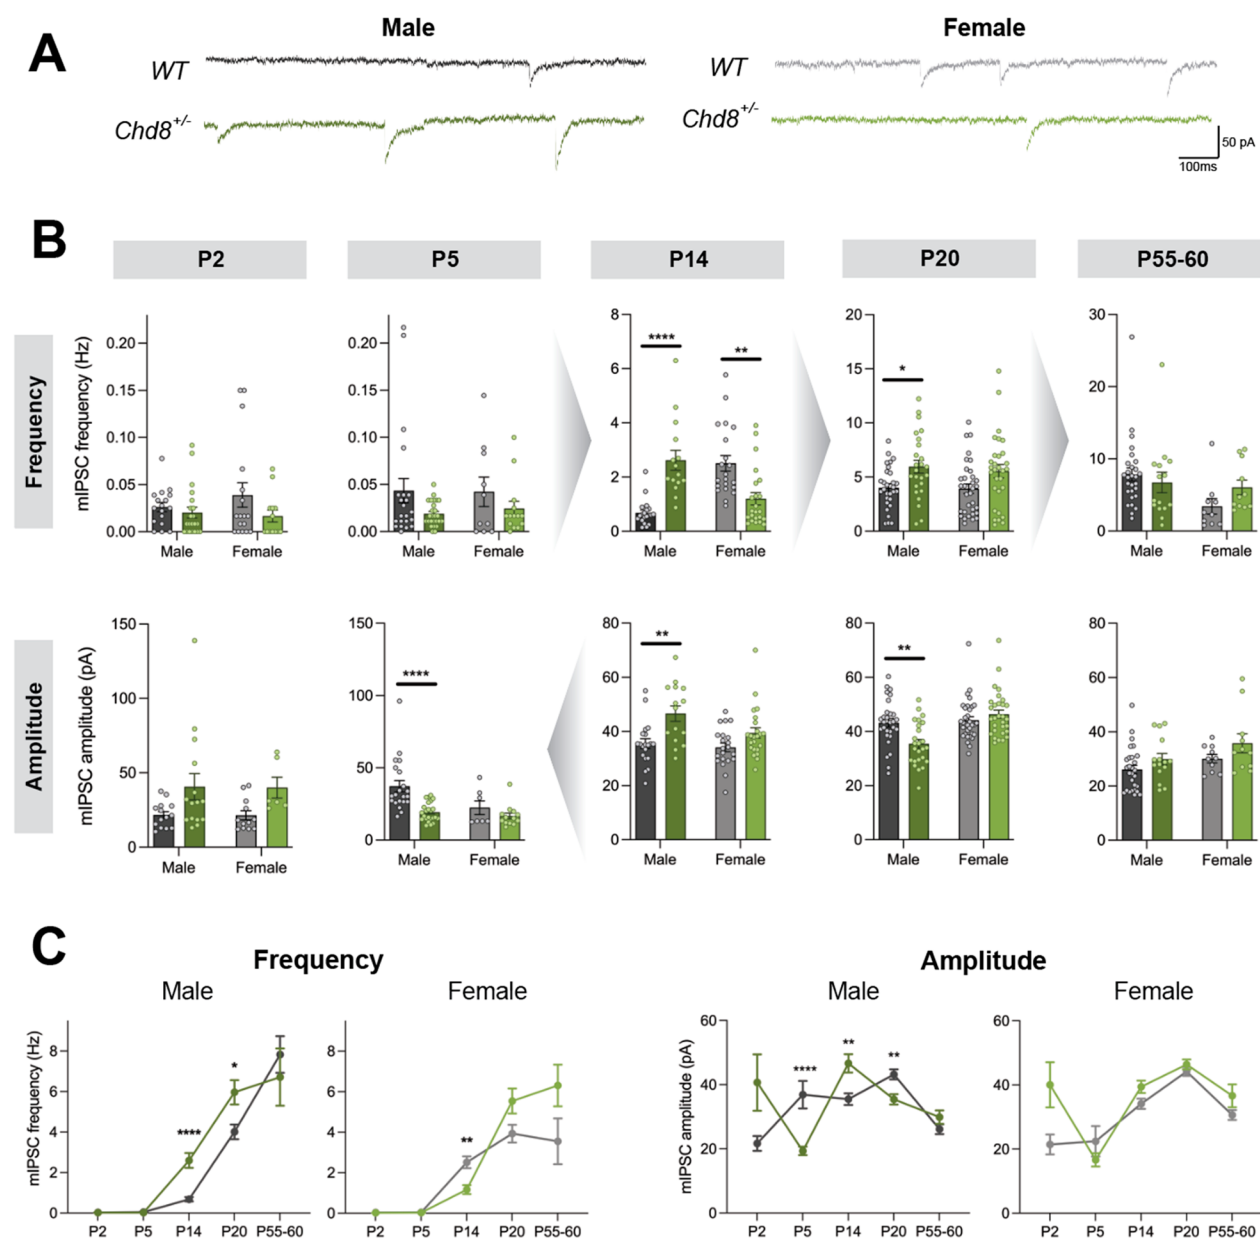 A
Male
Female
WT
Chd8+/-
WT
Chd8+/-
50 pA
100ms
B
P2
P5
P14
P20
P55-60
Frequency
mIPSC frequency (Hz)
0.20
0.15
0.10
0.05
0.00
Male
Female
0.20
0.15
0.10
0.05
0.00
Male
Female
8
6
4
2
0
****
**
Male
Female
20
15
10
5
0
*
Male
Female
30
20
10
0
Male
Female
Amplitude
mIPSC amplitude (pA)
150
100
50
0
Male
Female
150
100
50
0
****
Male
Female
80
60
40
20
0
**
Male
Female
80
60
40
20
0
**
Male
Female
80
60
40
20
0
Male
Female
C
Frequency
Amplitude
Male
Female
Male
Female
mIPSC frequency (Hz)
8
6
4
2
0
****
*
P2 P5 P14 P20 P55-60
8
6
4
2
0
**
P2 P5 P14 P20 P55-60
mIPSC amplitude (pA)
60
40
20
0
****
**
**
P2 P5 P14 P20 P55-60
60
40
20
0
P2 P5 P14 P20 P55-60